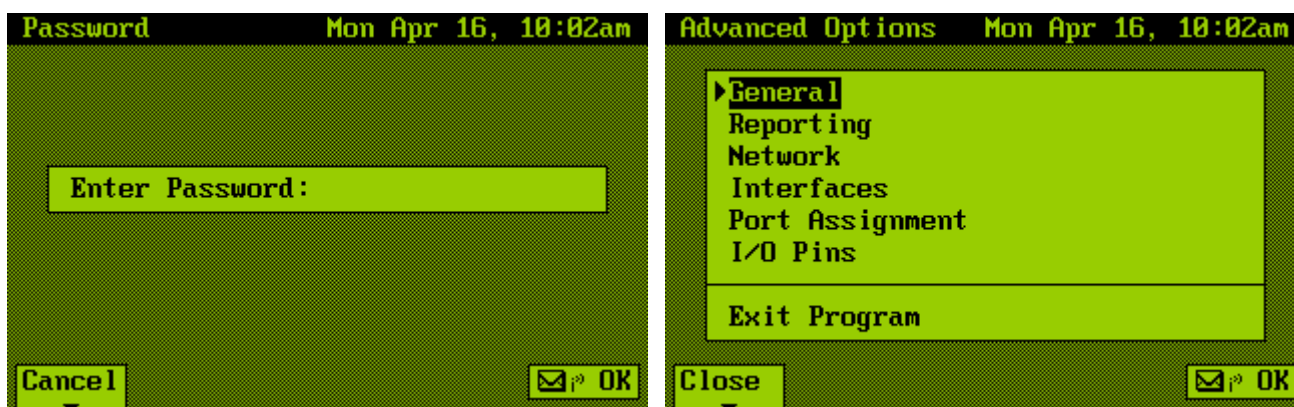 Password Mon Apr 16, 10:02am
Enter Password:
Cancel OK
Advanced Options Mon Apr 16, 10:02am
General
Reporting
Network
Interfaces
Port Assignment
I/O Pins
Exit Program
Close OK